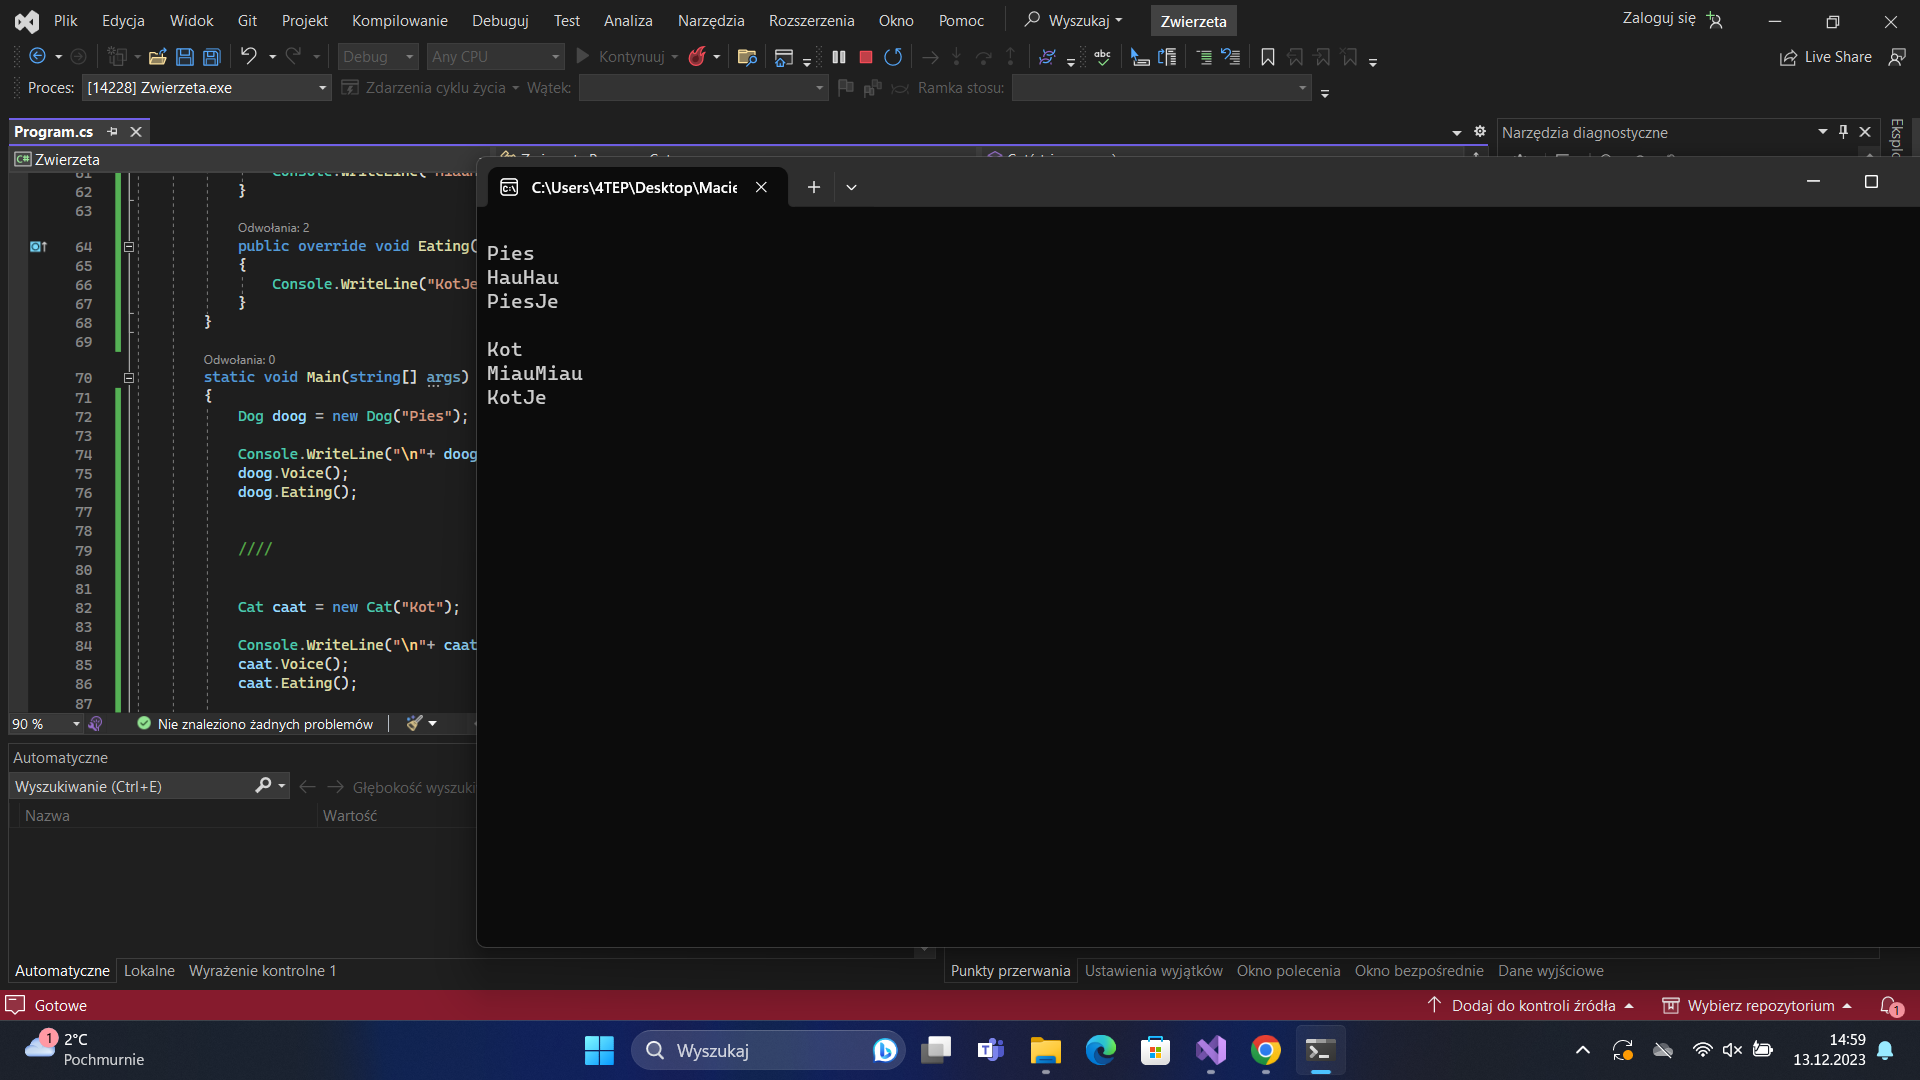 Plik Edycja Widok Git Projekt Kompilowanie Debuguj Test Analiza Narzędzia Rozszerzenia Okno Pomoc Wyszukaj Zwierzeta Zaloguj się
Debug Any CPU Kontynuuj Live Share
Proces: [14228] Zwierzeta.exe Zdarzenia cyklu życia Wątek: Ramka stosu:
Program.cs
Narzędzia diagnostyczne
Zwierzeta
62 }
63
Odwołania: 2
64 public override void Eating(
65 {
66 Console.WriteLine("KotJe
67 }
68 }
69
Odwołania: 0
70 static void Main(string[] args)
71 {
72 Dog doog = new Dog("Pies");
73
74 Console.WriteLine("\n"+ doog
75 doog.Voice();
76 doog.Eating();
77
78
79 ////
80
81
82 Cat caat = new Cat("Kot");
83
84 Console.WriteLine("\n"+ caat
85 caat.Voice();
86 caat.Eating();
87
90 % Nie znaleziono żadnych problemów
C:\Users\4TEP\Desktop\Macie
Pies
HauHau
PiesJe
Kot
MiauMiau
KotJe
Automatyczne
Wyszukiwanie (Ctrl+E) Głębokość wyszuki
Nazwa Wartość
Automatyczne Lokalne Wyrażenie kontrolne 1
Punkty przerwania Ustawienia wyjątków Okno polecenia Okno bezpośrednie Dane wyjściowe
Gotowe Dodaj do kontroli źródła Wybierz repozytorium 1
1 2°C
Pochmurnie
Wyszukaj
14:59
13.12.2023